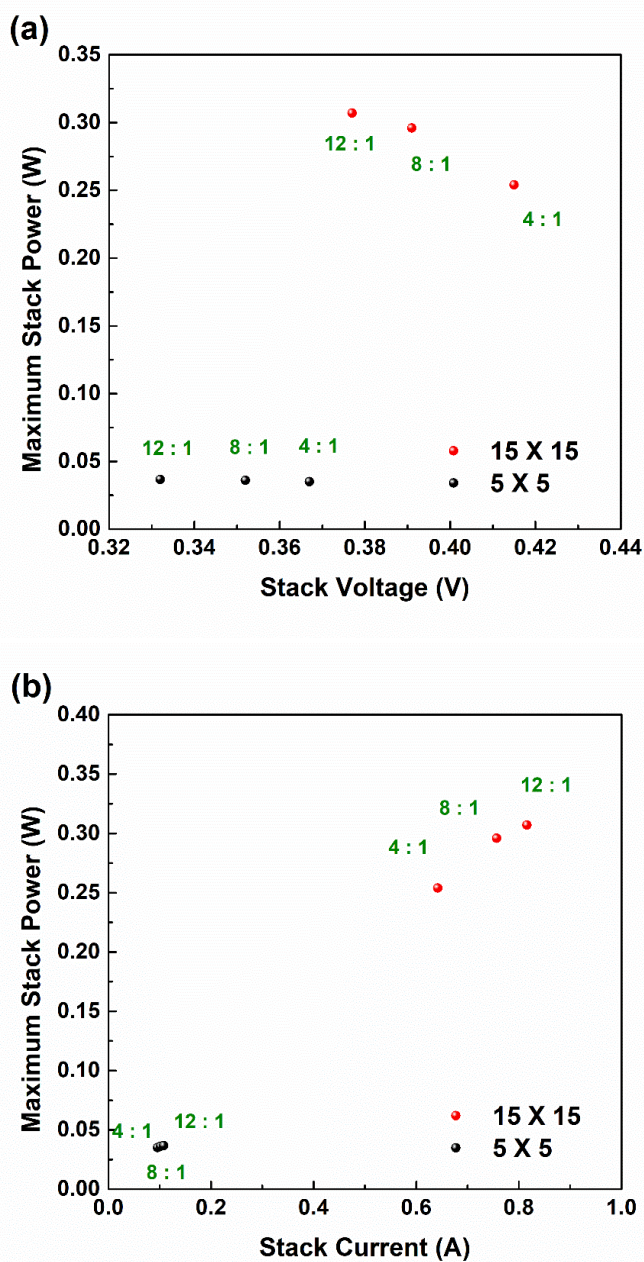 (a)
0.35
0.30
0.25
0.20
0.15
0.10
0.05
0.00
Maximum Stack Power (W)
12 : 1
8 : 1
4 : 1
12 : 1
8 : 1
4 : 1
15 X 15
5 X 5
0.32
0.34
0.36
0.38
0.40
0.42
0.44
Stack Voltage (V)
(b)
0.40
0.35
0.30
0.25
0.20
0.15
0.10
0.05
0.00
Maximum Stack Power (W)
12 : 1
8 : 1
4 : 1
12 : 1
4 : 1
8 : 1
15 X 15
5 X 5
0.0
0.2
0.4
0.6
0.8
1.0
Stack Current (A)